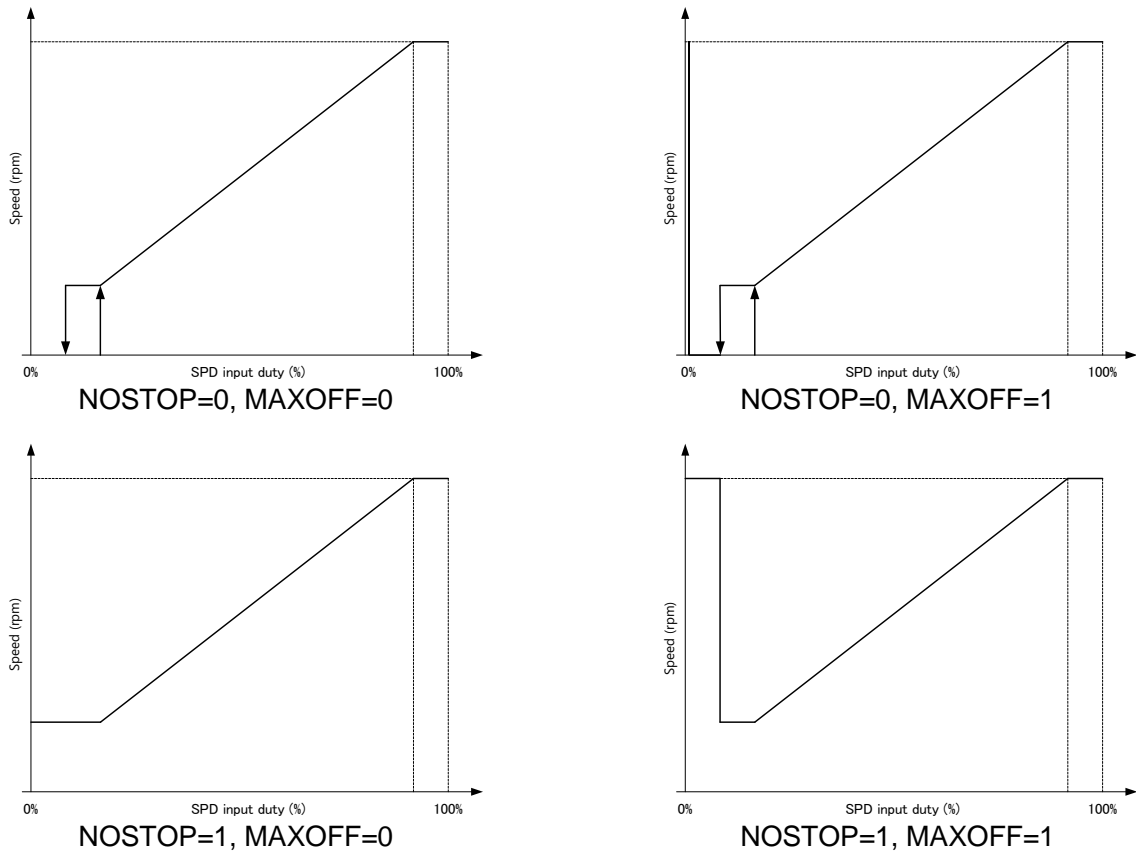 Speed (rpm)
0%
SPD input duty (%)
100%
NOSTOP=0, MAXOFF=0
Speed (rpm)
0%
SPD input duty (%)
100%
NOSTOP=0, MAXOFF=1
Speed (rpm)
0%
SPD input duty (%)
100%
NOSTOP=1, MAXOFF=0
Speed (rpm)
0%
SPD input duty (%)
100%
NOSTOP=1, MAXOFF=1